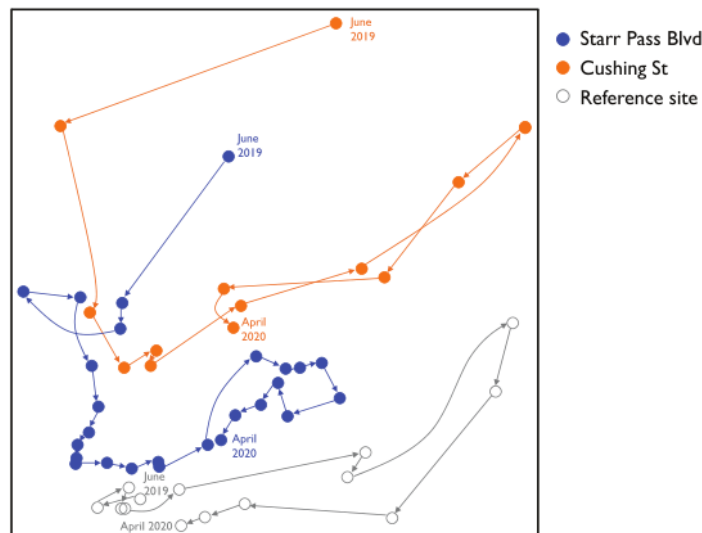 June
2019
June
2019
April
2020
April
2020
June
2019
April 2020
Starr Pass Blvd
Cushing St
Reference site